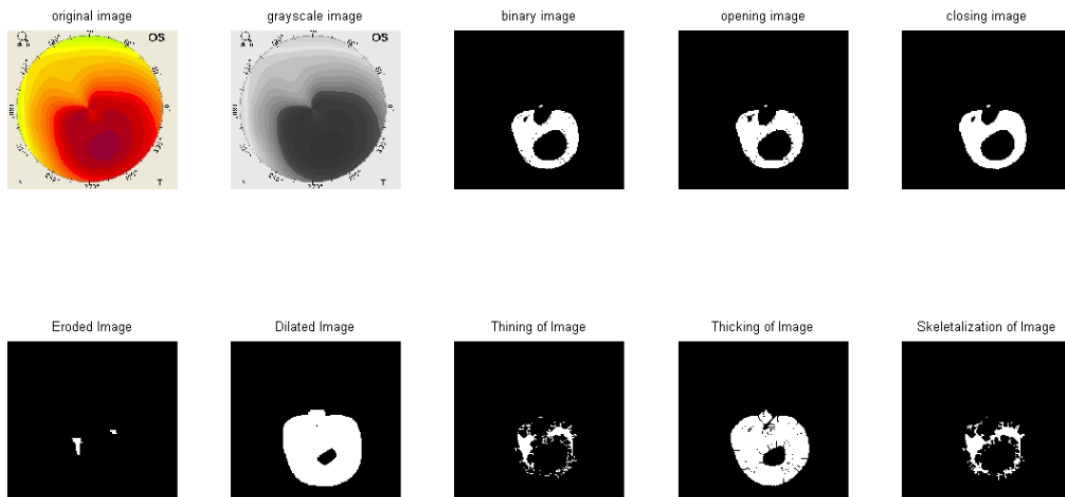 original image
grayscale image
binary image
opening image
closing image
OS
OS
T
T
Eroded Image
Dilated Image
Thining of Image
Thicking of Image
Skeletalization of Image